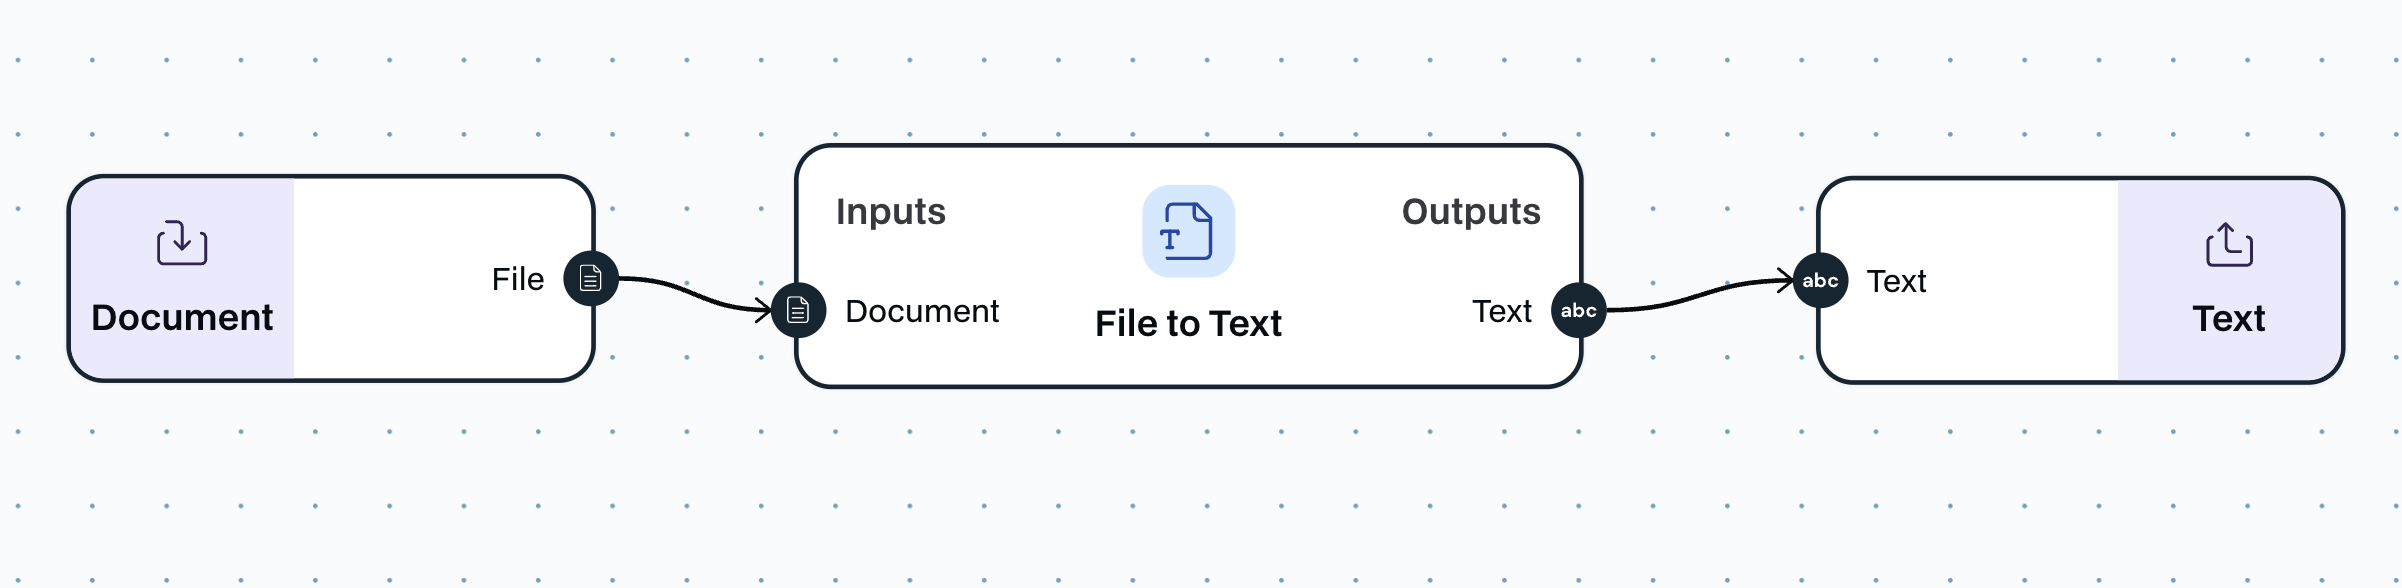 Document
File
Inputs
Document
File to Text
Outputs
Text
abc
abc
Text
Text